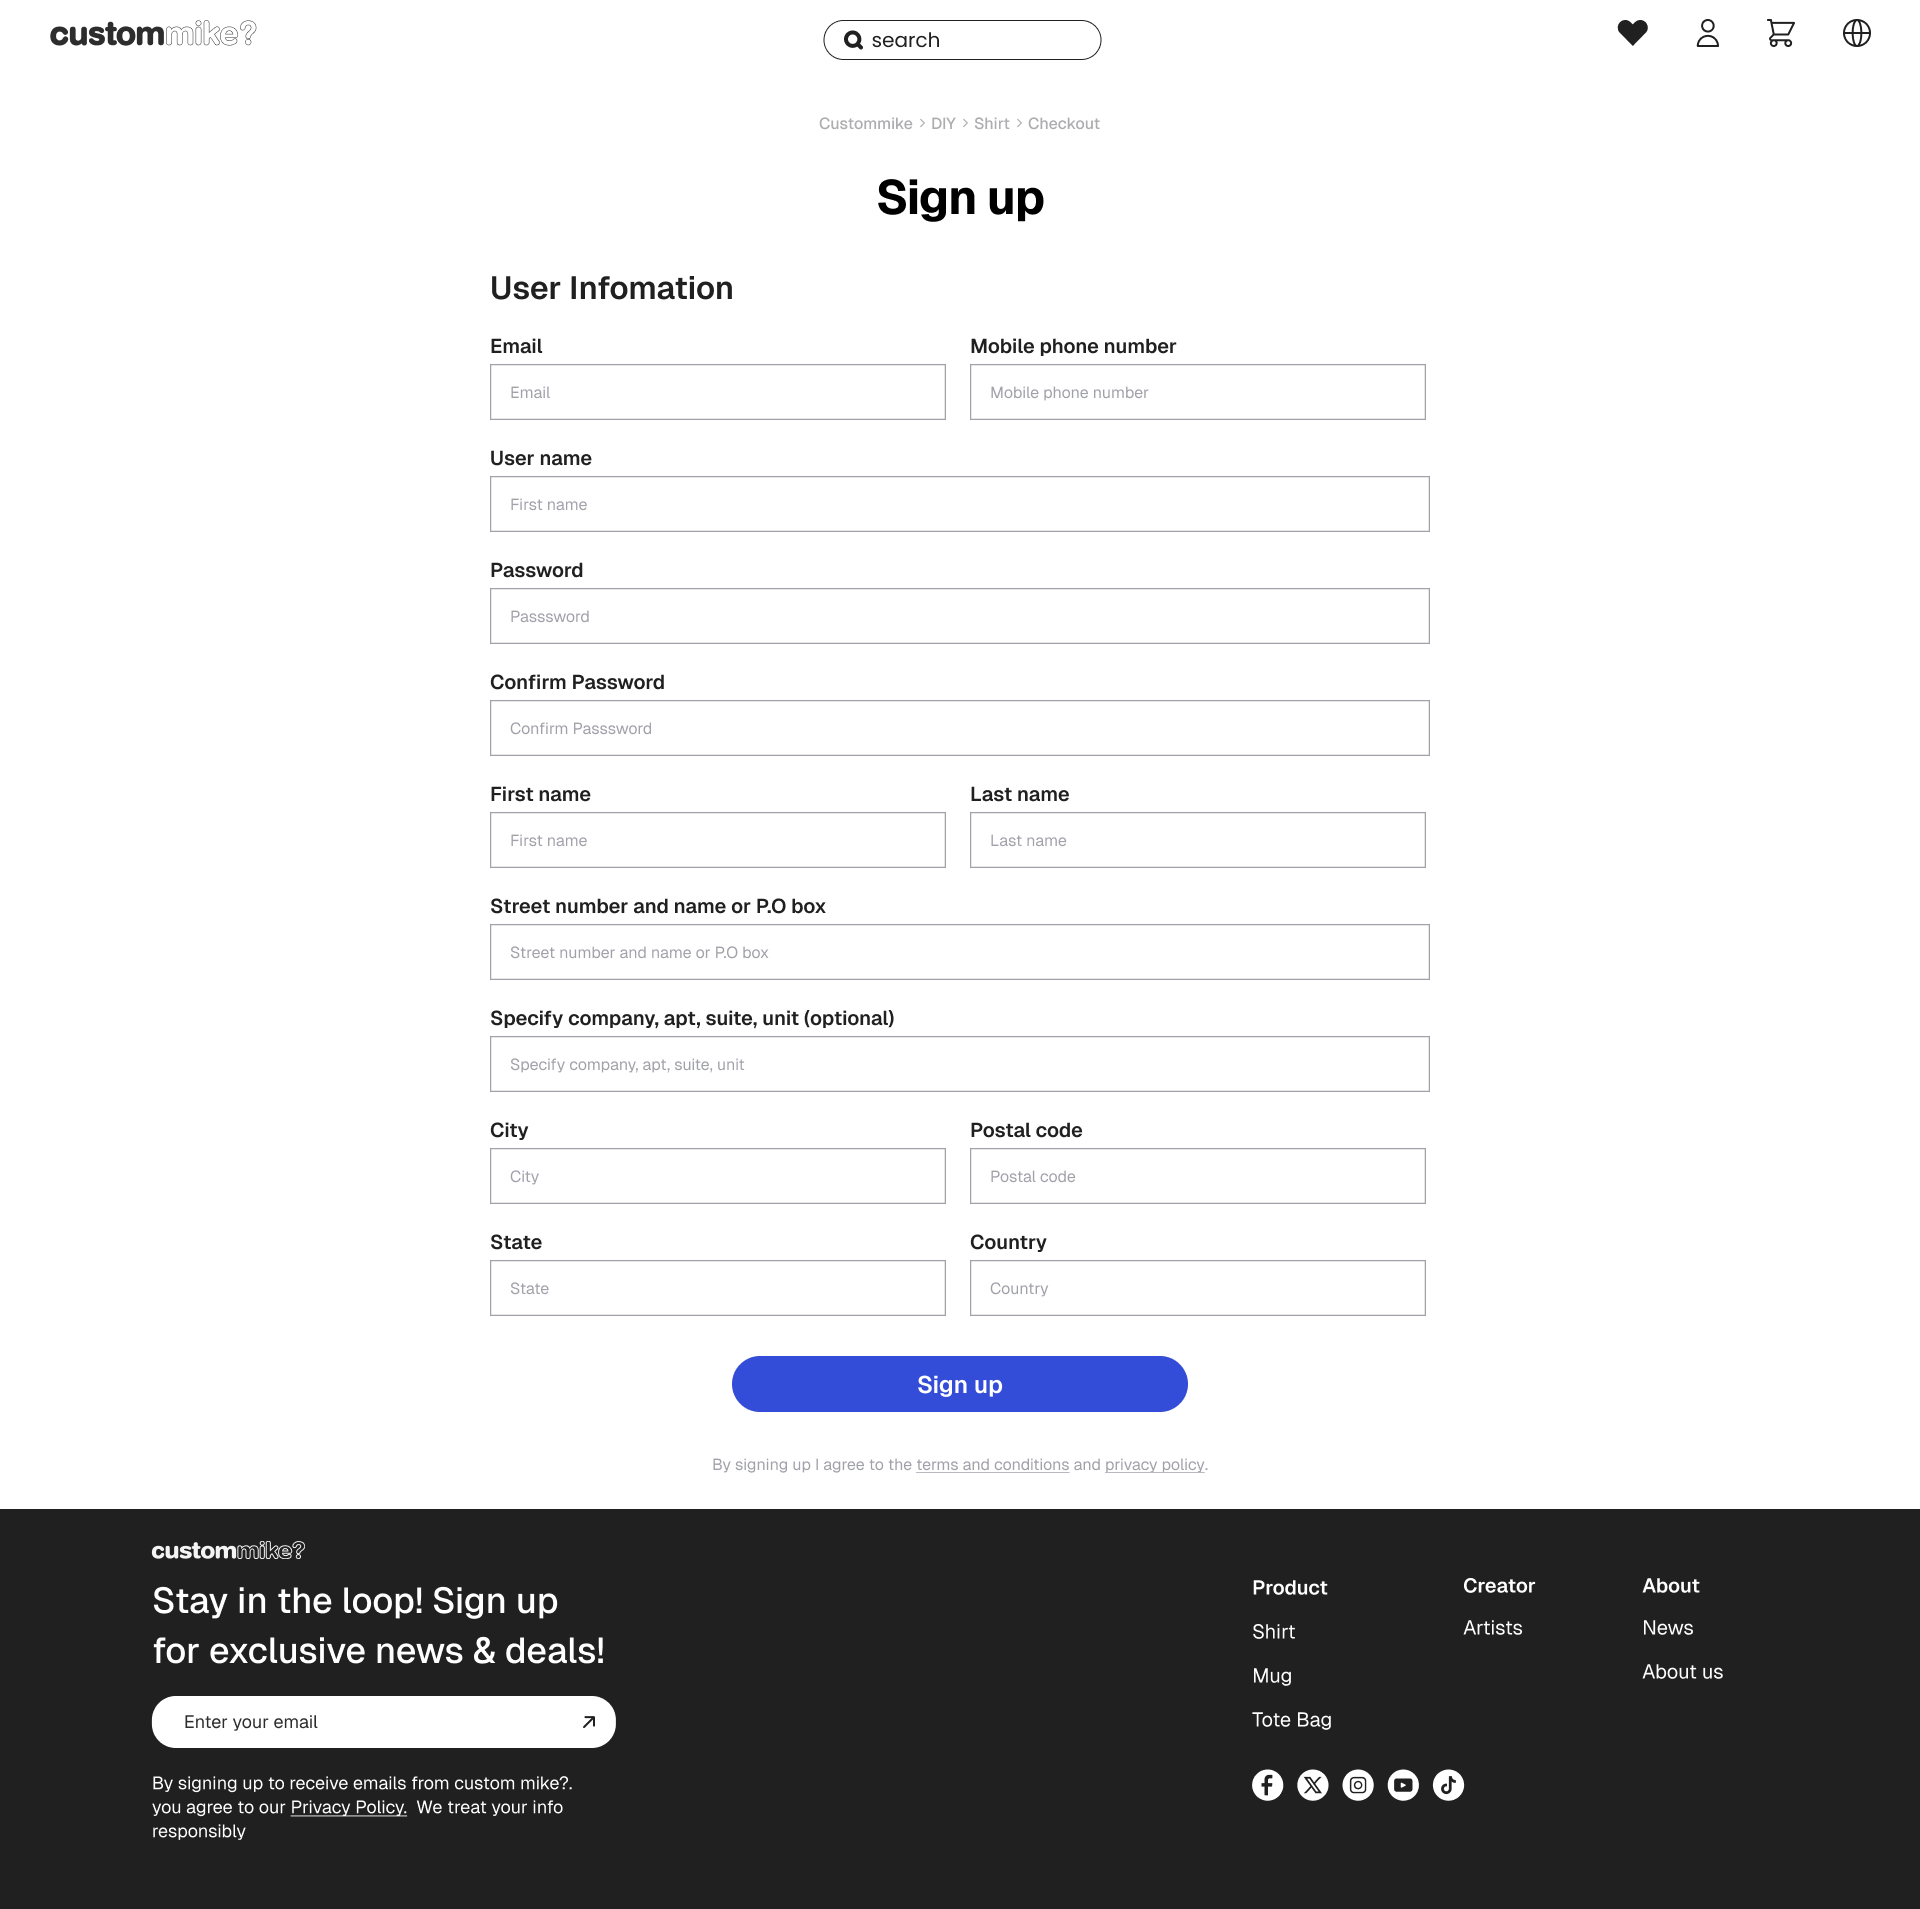 custommike?
search
Custommike > DIY > Shirt > Checkout
Sign up
User Infomation
Email
Mobile phone number
Email
Mobile phone number
User name
First name
Password
Passsword
Confirm Password
Confirm Passsword
First name
Last name
First name
Last name
Street number and name or P.O box
Street number and name or P.O box
Specify company, apt, suite, unit (optional)
Specify company, apt, suite, unit
City
Postal code
City
Postal code
State
Country
State
Country
Sign up
By signing up I agree to the terms and conditions and privacy policy.
custommike?
Stay in the loop! Sign up
for exclusive news & deals!
Enter your email
By signing up to receive emails from custom mike?.
you agree to our Privacy Policy. We treat your info
responsibly
Product
Shirt
Mug
Tote Bag
Creator
Artists
About
News
About us